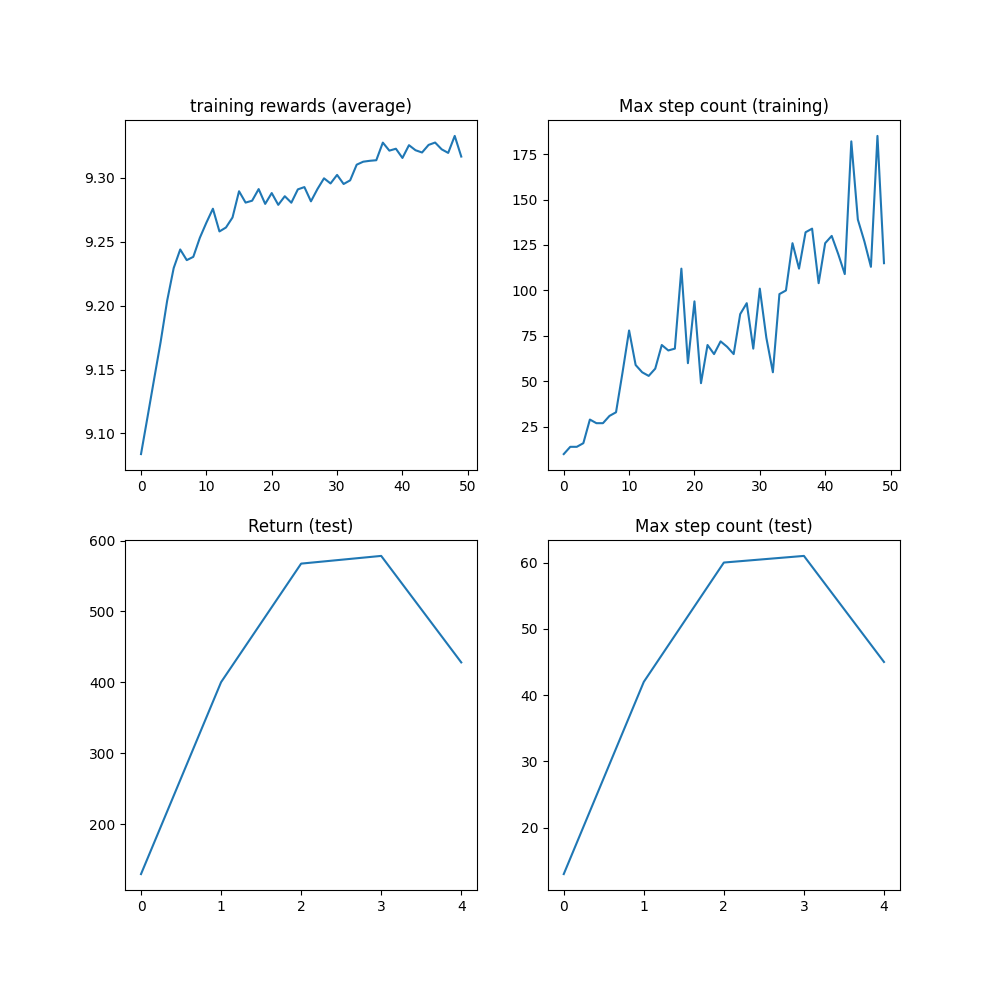 training rewards (average)
9.30
9.25
9.20
9.15
9.10
0 10 20 30 40 50
Max step count (training)
175
150
125
100
75
50
25
0 10 20 30 40 50
Return (test)
600
500
400
300
200
0 1 2 3 4
Max step count (test)
60
50
40
30
20
0 1 2 3 4